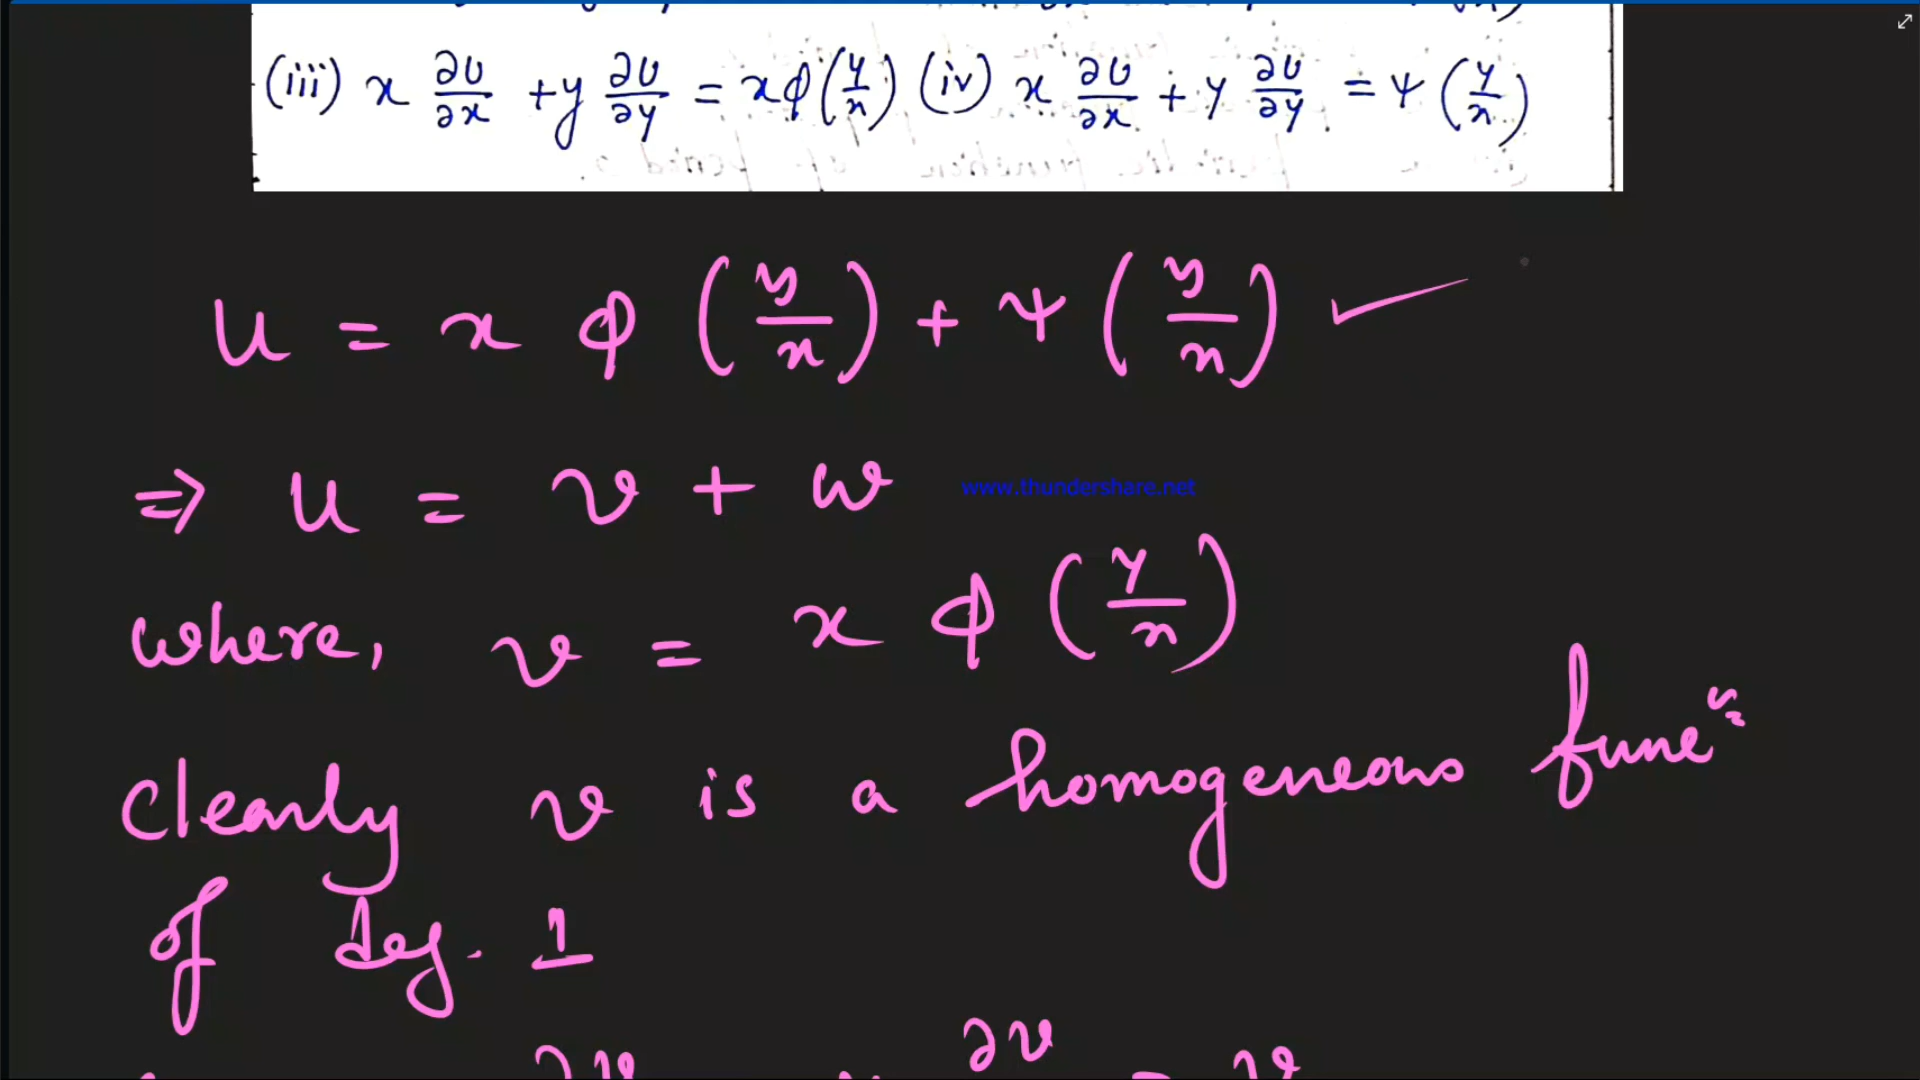 (iii) x ∂U/∂x + y ∂U/∂y = xϕ(y/x) (iv) x ∂U/∂x + y ∂U/∂y = ψ(y/x)
u = x ϕ (y/x) + ψ (y/x) ✓
⇒ u = v + w
www.thundershare.net
where, v = x ϕ (y/x)
clearly v is a homogeneous funcⁿ
of deg. 1